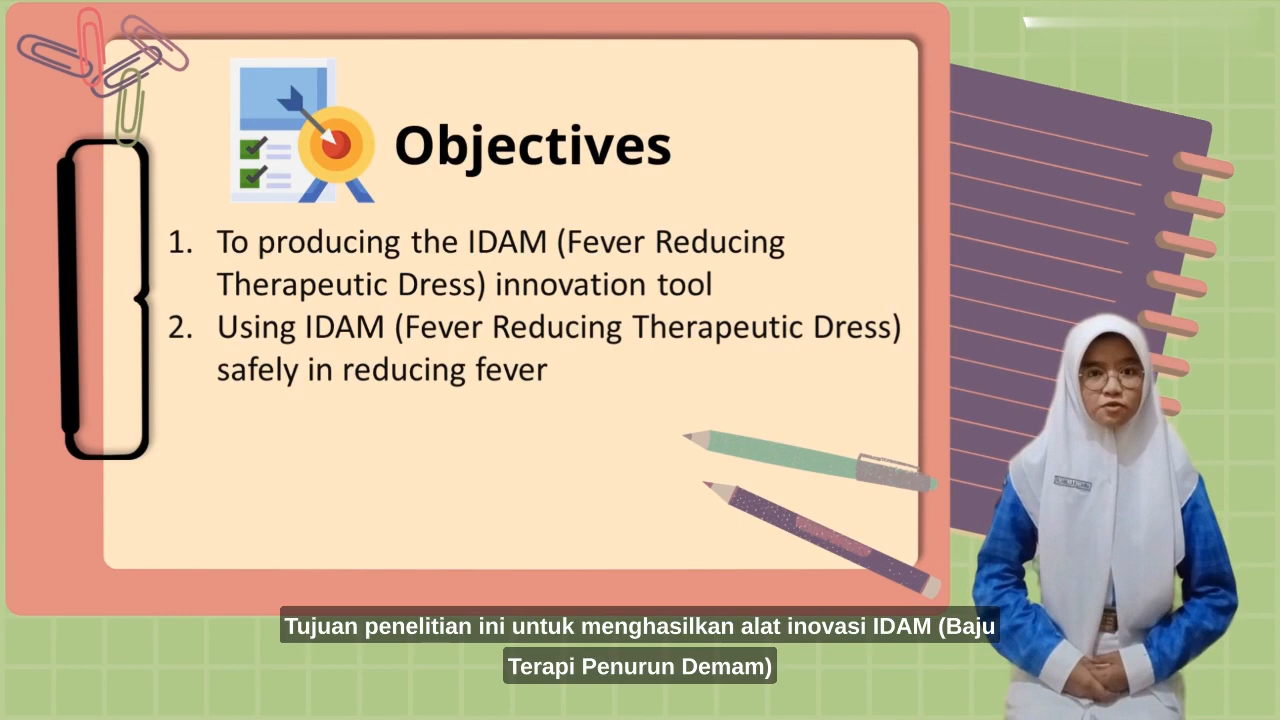 Objectives
1. To producing the IDAM (Fever Reducing
Therapeutic Dress) innovation tool
2. Using IDAM (Fever Reducing Therapeutic Dress)
safely in reducing fever
Tujuan penelitian ini untuk menghasilkan alat inovasi IDAM (Baju
Terapi Penurun Demam)